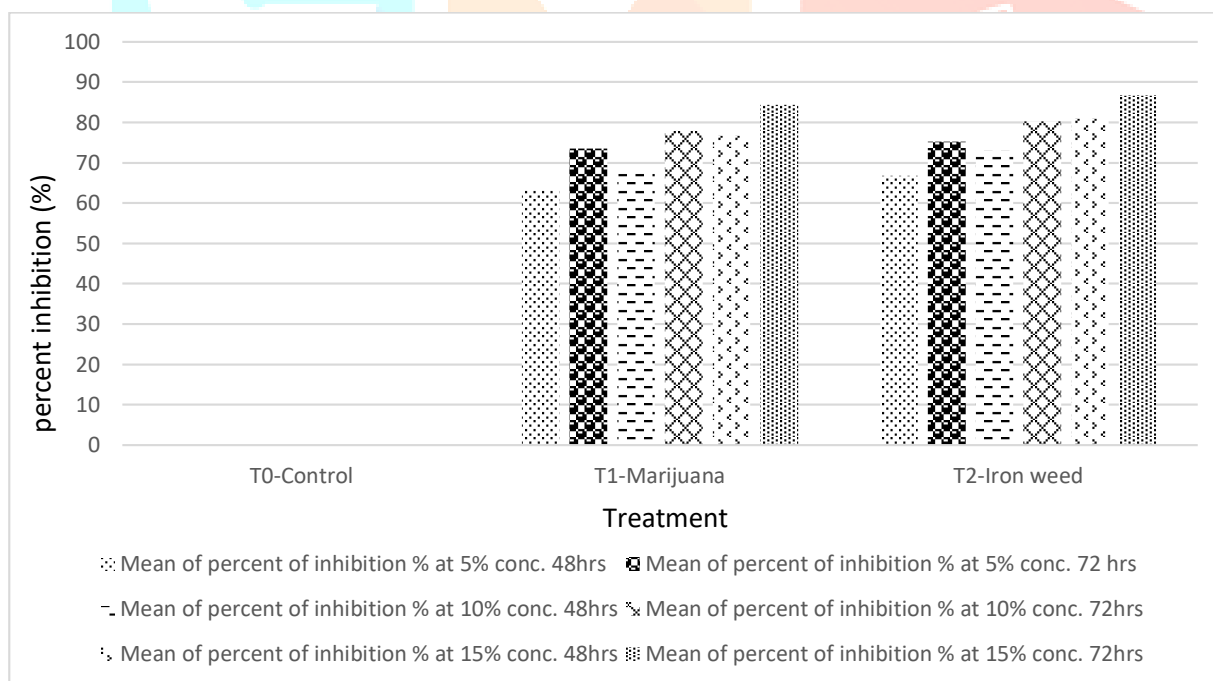 100
90
80
70
60
50
40
30
20
10
0
percent inhibition (%)
T0-Control T1-Marijuana T2-Iron weed
Treatment
Mean of percent of inhibition % at 5% conc. 48hrs Mean of percent of inhibition % at 5% conc. 72 hrs
Mean of percent of inhibition % at 10% conc. 48hrs Mean of percent of inhibition % at 10% conc. 72hrs
Mean of percent of inhibition % at 15% conc. 48hrs Mean of percent of inhibition % at 15% conc. 72hrs